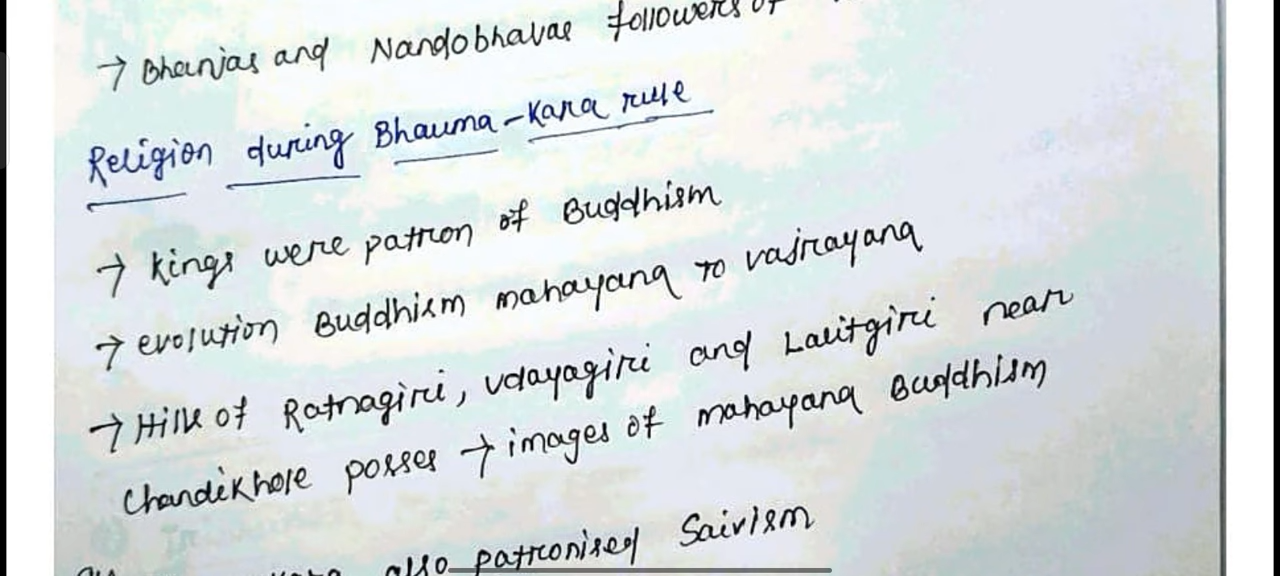 → Bhanjas and Nandobhavas followers of
Religion during Bhauma-Kara rule
→ Kings were patron of Buddhism
→ evolution Buddhism mahayana to vajrayana
→ Hills of Ratnagiri, Udayagiri and Lalitgiri near
Chandikhole posses → images of mahayana Buddhism
also patronised Saivism